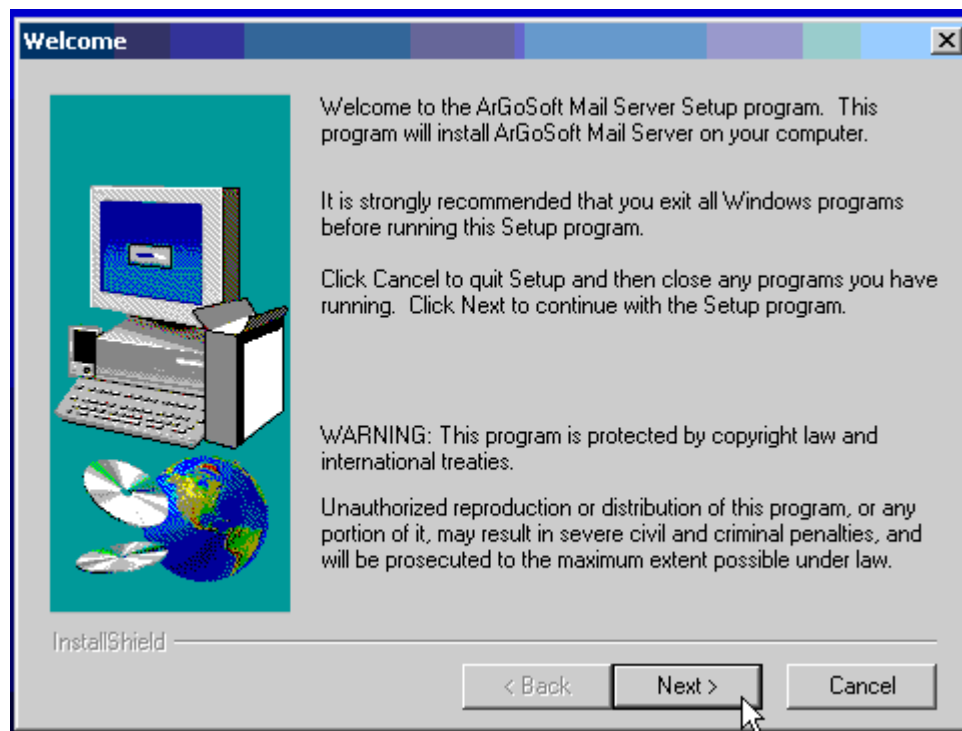 Welcome
Welcome to the ArGoSoft Mail Server Setup program.  This
program will install ArGoSoft Mail Server on your computer.
It is strongly recommended that you exit all Windows programs
before running this Setup program.
Click Cancel to quit Setup and then close any programs you have
running.  Click Next to continue with the Setup program.
WARNING: This program is protected by copyright law and
international treaties.
Unauthorized reproduction or distribution of this program, or any
portion of it, may result in severe civil and criminal penalties, and
will be prosecuted to the maximum extent possible under law.
InstallShield
< Back
Next >
Cancel